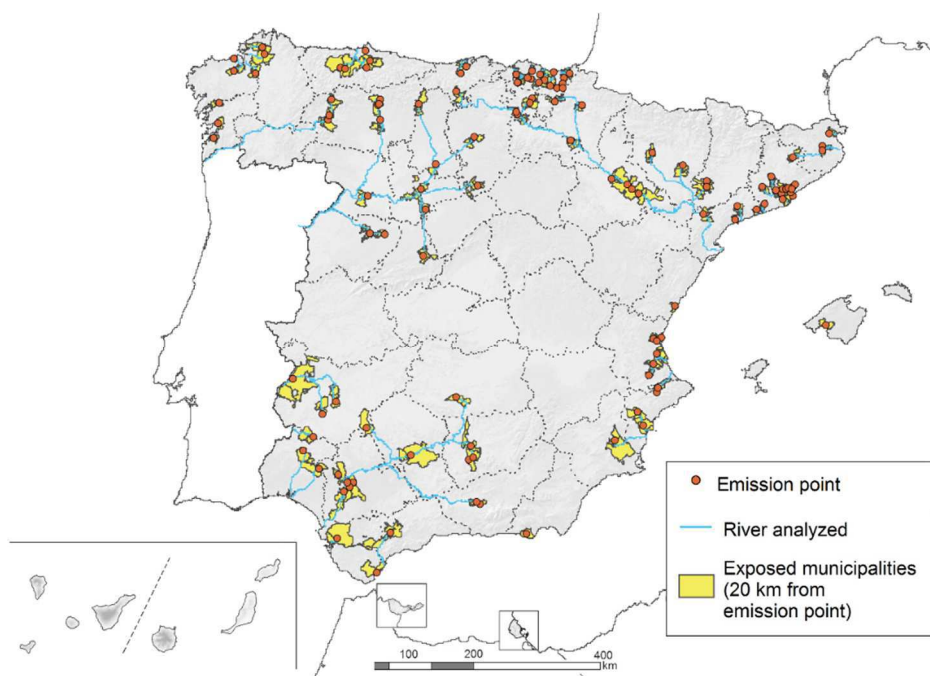 Emission point
River analyzed
Exposed municipalities
(20 km from
emission point)
100 200 400
km